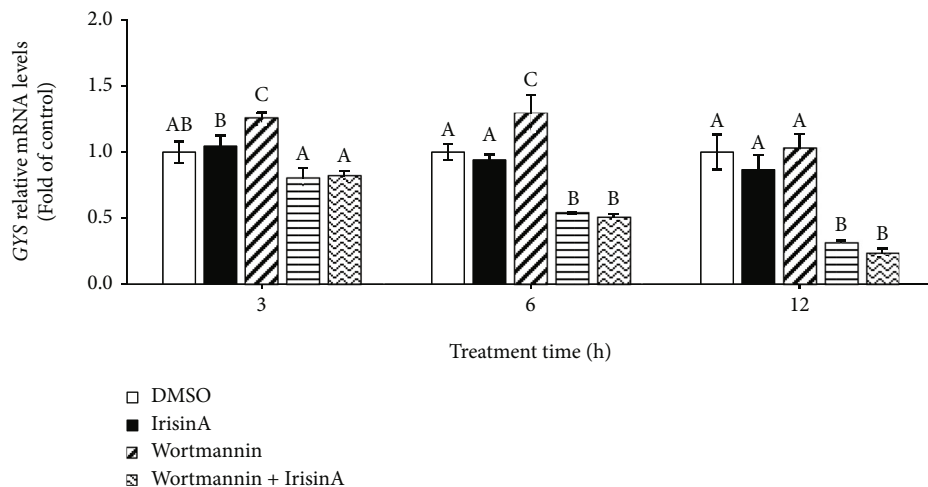 GYS relative mRNA levels
(Fold of control)
2.0
1.5
1.0
0.5
0.0
AB B C A A
A A C B B
A A A B B
3 6 12
Treatment time (h)
DMSO
IrisinA
Wortmannin
Wortmannin + IrisinA